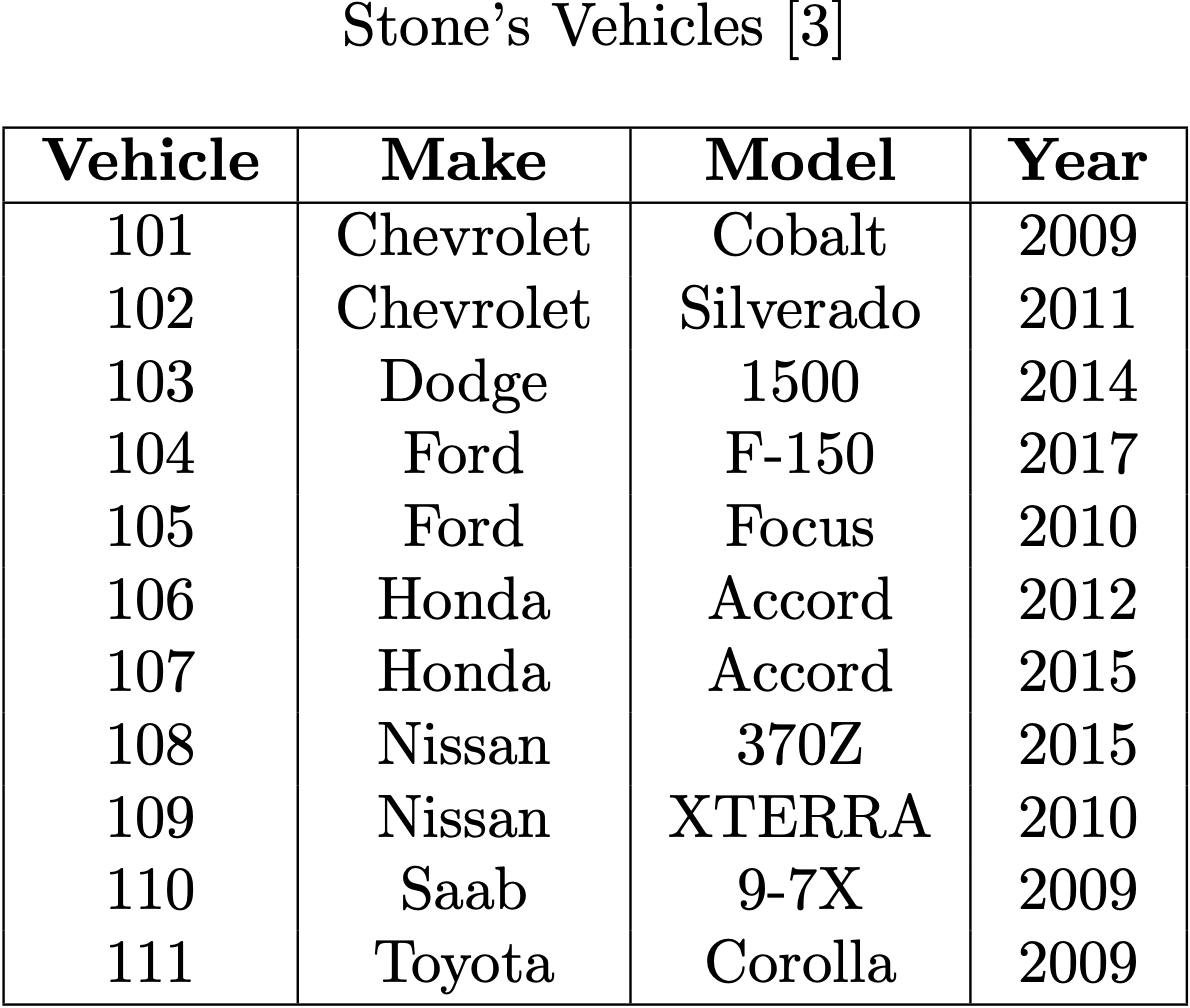 Stone’s Vehicles [3]
Vehicle Make Model Year
101 Chevrolet Cobalt 2009
102 Chevrolet Silverado 2011
103 Dodge 1500 2014
104 Ford F-150 2017
105 Ford Focus 2010
106 Honda Accord 2012
107 Honda Accord 2015
108 Nissan 370Z 2015
109 Nissan XTERRA 2010
110 Saab 9-7X 2009
111 Toyota Corolla 2009